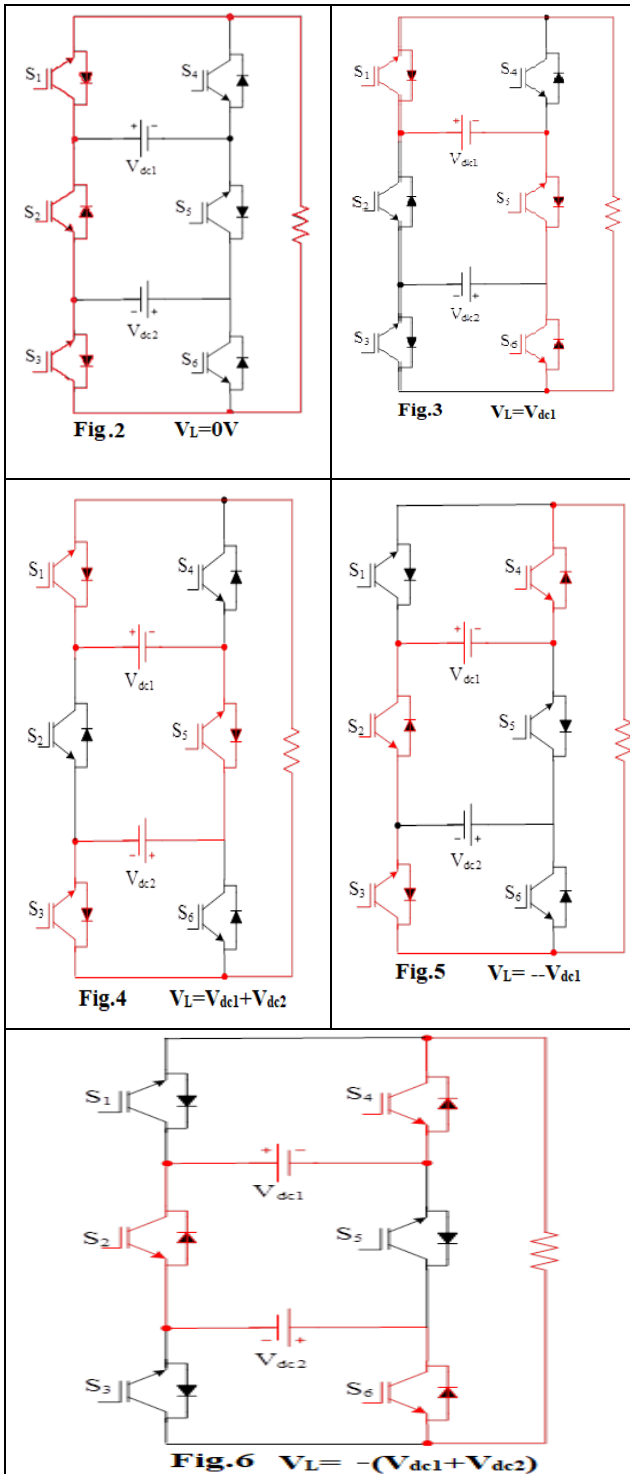 S1
S4
+ −
Vdc1
S2
S5
- +
Vdc2
S3
S6
Fig.2 VL=0V
S1
S4
+ −
Vdc1
S2
S5
- +
Vdc2
S3
S6
Fig.3 VL=Vdc1
S1
S4
+ −
Vdc1
S2
S5
- +
Vdc2
S3
S6
Fig.4 VL=Vdc1+Vdc2
S1
S4
+ −
Vdc1
S2
S5
- +
Vdc2
S3
S6
Fig.5 VL= --Vdc1
S1
S4
+ −
Vdc1
S2
S5
- +
Vdc2
S3
S6
Fig.6 VL= -(Vdc1+Vdc2)